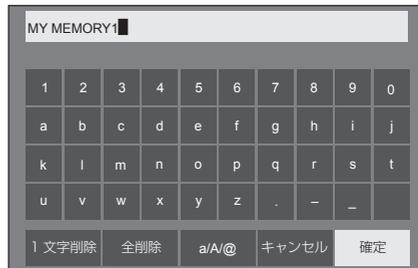 MY MEMORY1
1 2 3 4 5 6 7 8 9 0
a b c d e f g h i j
k l m n o p q r s t
u v w x y z . – _
1 文字削除 全削除 a/A/@ キャンセル 確定